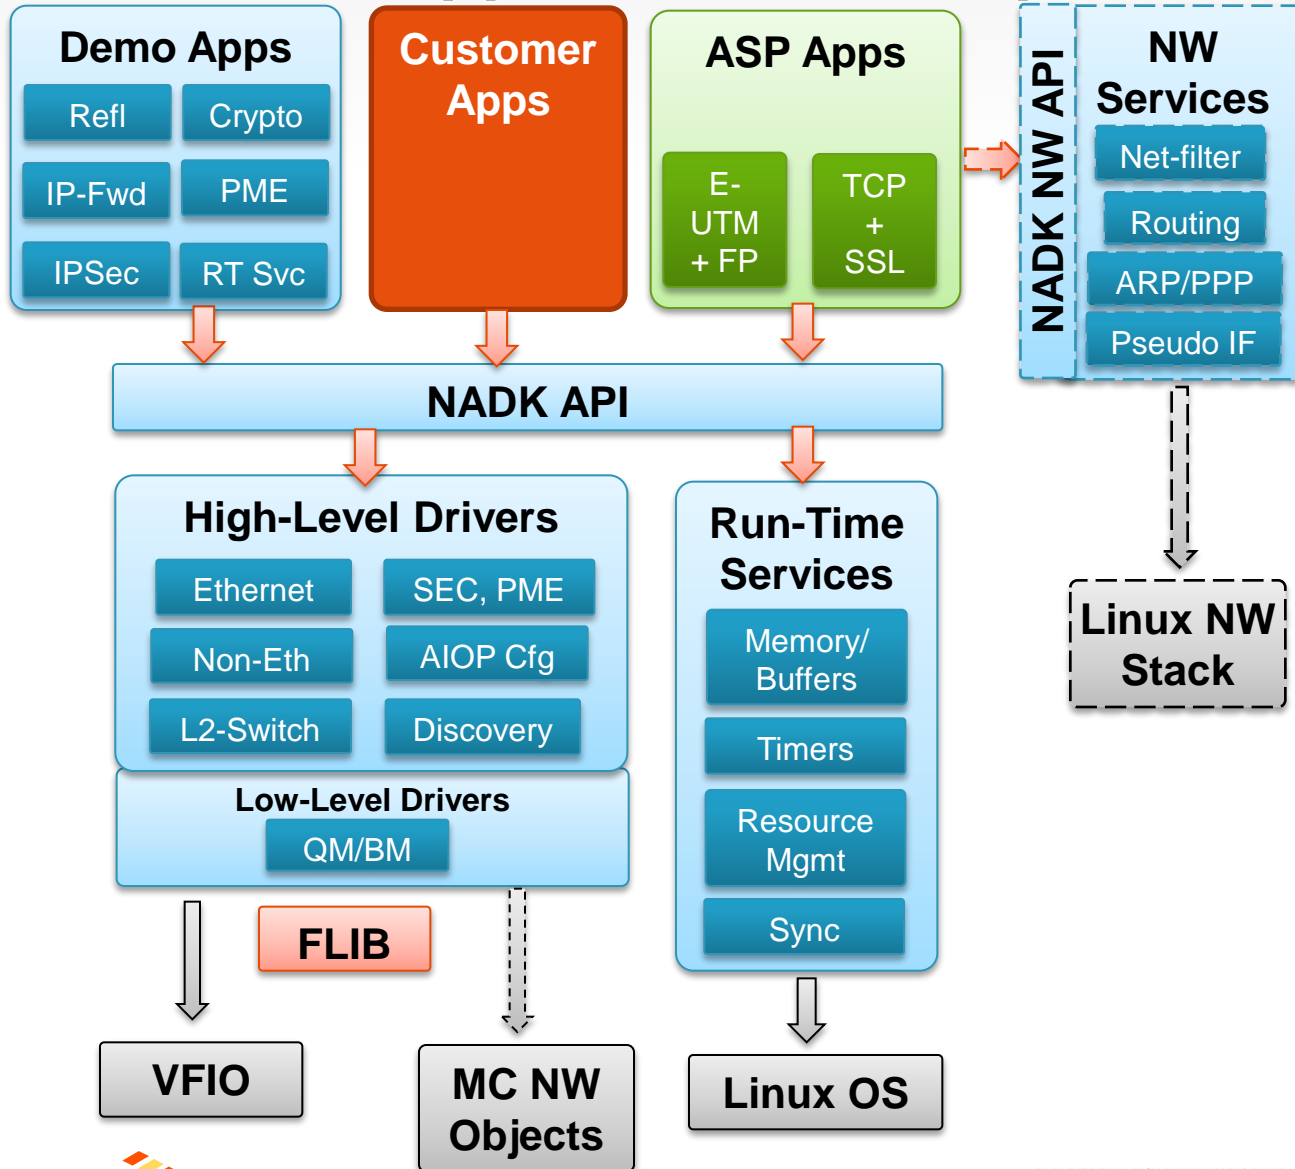 Demo Apps
Refl
Crypto
IP-Fwd
PME
IPSec
RT Svc
Customer
Apps
ASP Apps
E-
UTM
+ FP
TCP
+
SSL
NADK NW API
NW
Services
Net-filter
Routing
ARP/PPP
Pseudo IF
NADK API
High-Level Drivers
Ethernet
SEC, PME
Non-Eth
AIOP Cfg
L2-Switch
Discovery
Low-Level Drivers
QM/BM
Run-Time
Services
Memory/
Buffers
Timers
Resource
Mgmt
Sync
Linux NW
Stack
FLIB
VFIO
MC NW
Objects
Linux OS